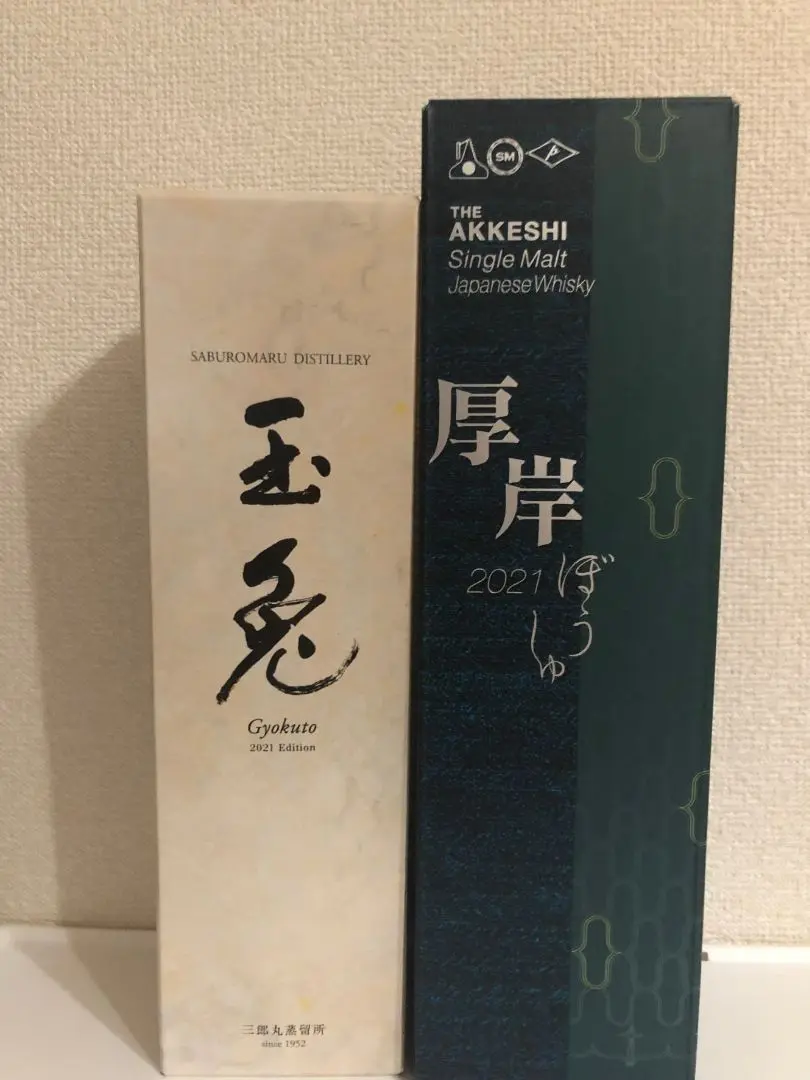 SABUROMARU DISTILLERY
玉兎
Gyokuto
2021 Edition
三郎丸蒸留所
since 1952
SM
THE
AKKESHI
Single Malt
Japanese Whisky
厚岸
2021
ぼうしゅ